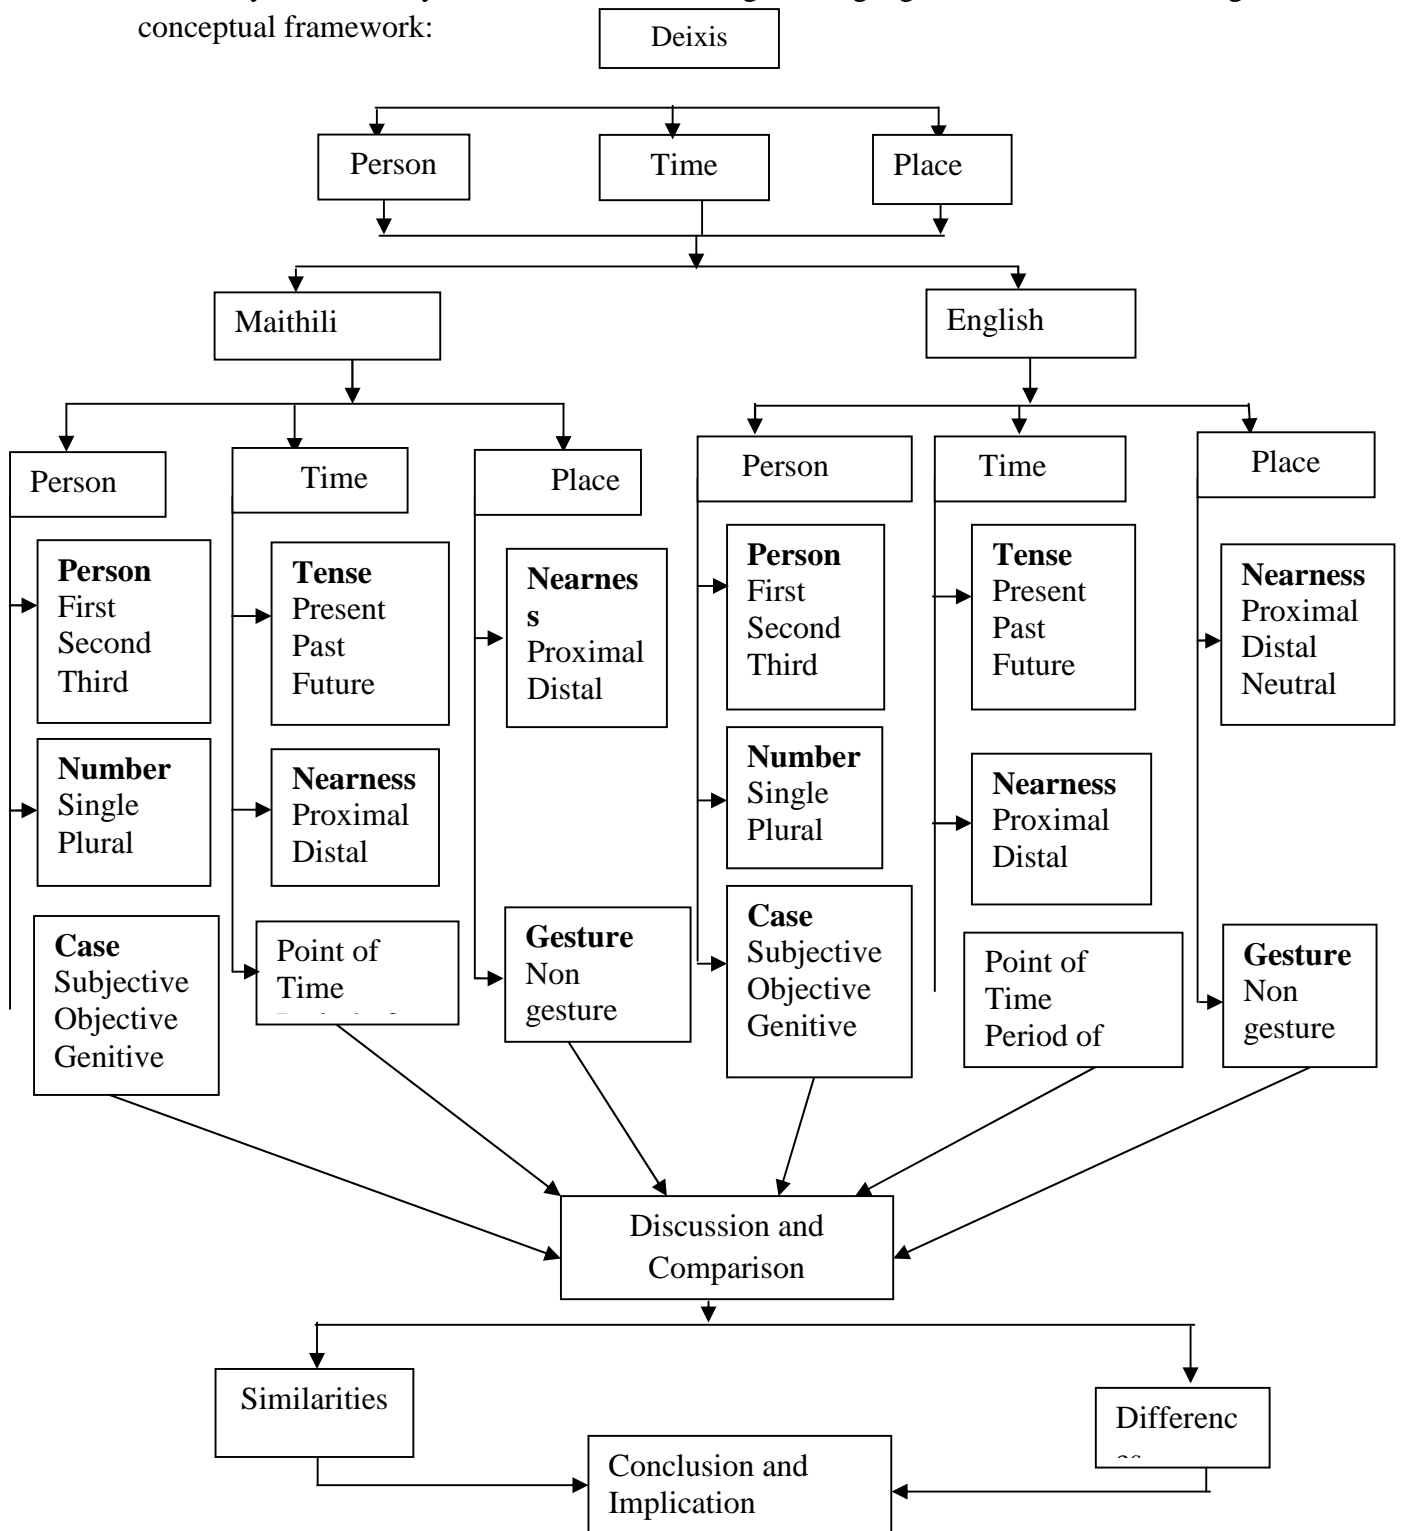 conceptual framework:
Deixis
Person
Time
Place
Maithili
English
Person
Time
Place
Person
Time
Place
Person
First
Second
Third
Tense
Present
Past
Future
Nearnes
s
Proximal
Distal
Person
First
Second
Third
Tense
Present
Past
Future
Nearness
Proximal
Distal
Neutral
Number
Single
Plural
Nearness
Proximal
Distal
Number
Single
Plural
Nearness
Proximal
Distal
Case
Subjective
Objective
Genitive
Point of
Time
Gesture
Non
gesture
Case
Subjective
Objective
Genitive
Point of
Time
Period of
Gesture
Non
gesture
Discussion and
Comparison
Similarities
Differenc
Conclusion and
Implication